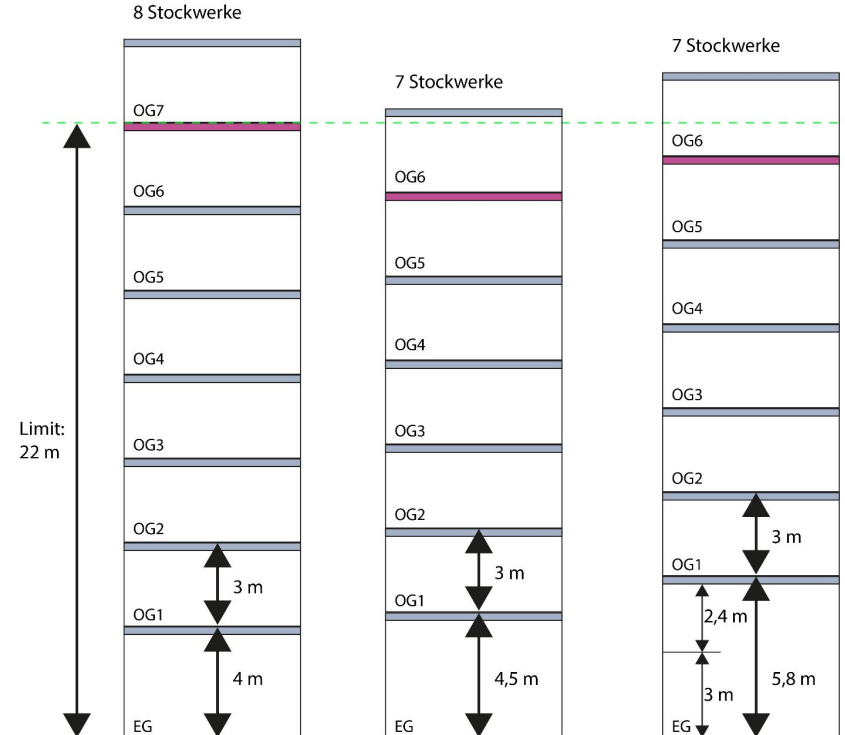 8 Stockwerke
OG7
OG6
OG5
OG4
OG3
OG2
3 m
OG1
4 m
EG
Limit:
22 m
7 Stockwerke
OG6
OG5
OG4
OG3
OG2
3 m
OG1
4,5 m
EG
7 Stockwerke
OG6
OG5
OG4
OG3
OG2
3 m
OG1
2,4 m
5,8 m
3 m
EG